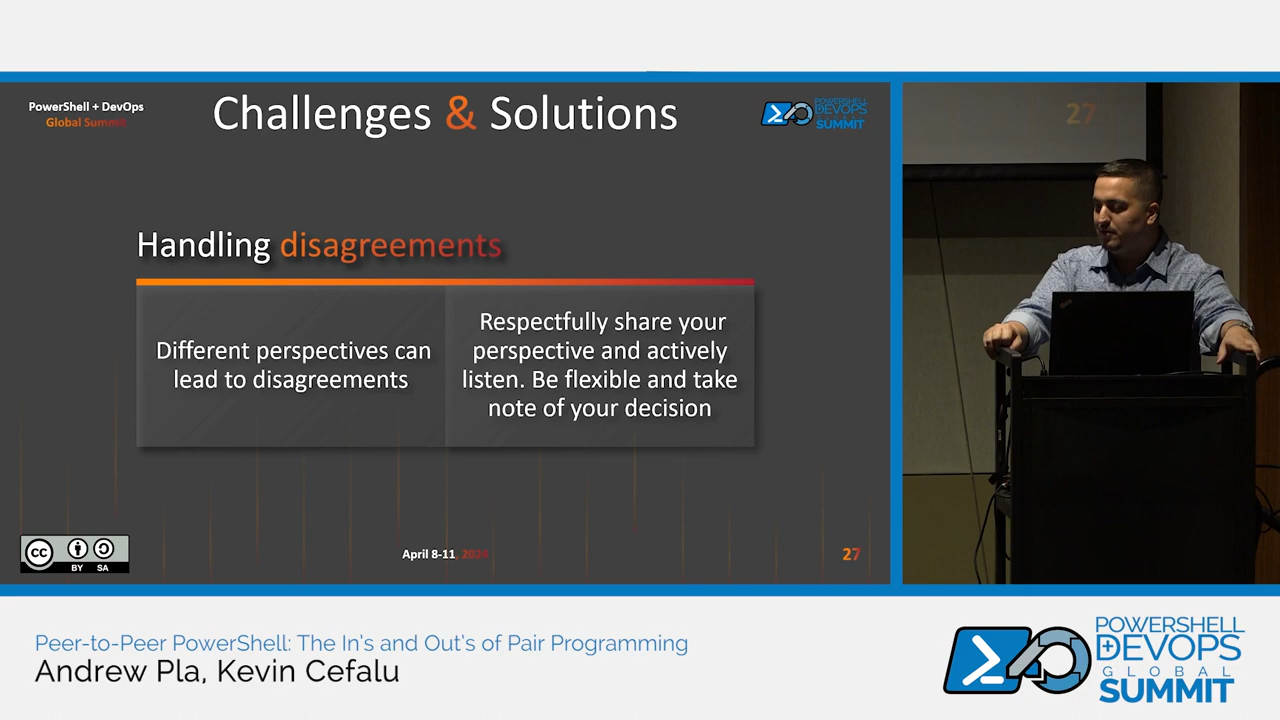 PowerShell + DevOps
Global Summit
Challenges & Solutions
POWERSHELL
DEVOPS
GLOBAL
SUMMIT
27
Handling disagreements
Different perspectives can
lead to disagreements
Respectfully share your
perspective and actively
listen. Be flexible and take
note of your decision
cc
BY SA
April 8-11, 2024
27
Peer-to-Peer PowerShell: The In's and Out's of Pair Programming
Andrew Pla, Kevin Cefalu
POWERSHELL
DEVOPS
GLOBAL
SUMMIT